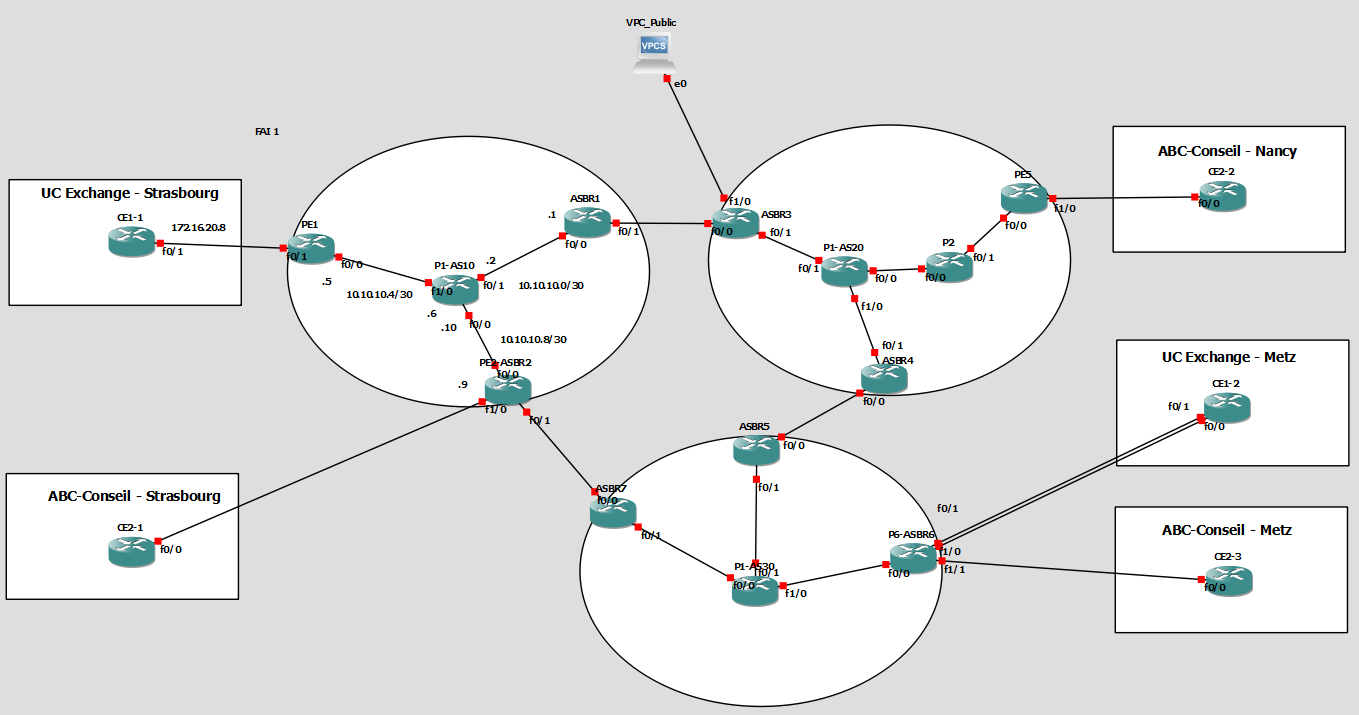 VPC_Public
VPCS
e0
FAI 1
UC Exchange - Strasbourg
CE1-1
f0/1
172.16.20.8
PE1
f0/1
f0/0
.5
10.10.10.4/30
P1-AS10
f1/0
f0/1
f0/0
.6
.10
.2
10.10.10.0/30
ASBR1
.1
f0/0
f0/1
10.10.10.8/30
PE2-ASBR2
f0/0
.9
f1/0
f0/1
ABC-Conseil - Strasbourg
CE2-1
f0/0
f1/0
ASBR3
f0/0
f0/1
P1-AS20
f0/1
f0/0
f1/0
P2
f0/0
f0/1
PE5
f0/0
f1/0
ABC-Conseil - Nancy
CE2-2
f0/0
f0/1
ASBR4
f0/0
ASBR5
f0/0
f0/1
ASBR7
f0/0
f0/1
P1-AS30
f0/1
f0/0
f1/0
P6-ASBR6
f0/1
f1/0
f0/0
f1/1
UC Exchange - Metz
CE1-2
f0/1
f0/0
ABC-Conseil - Metz
CE2-3
f0/0